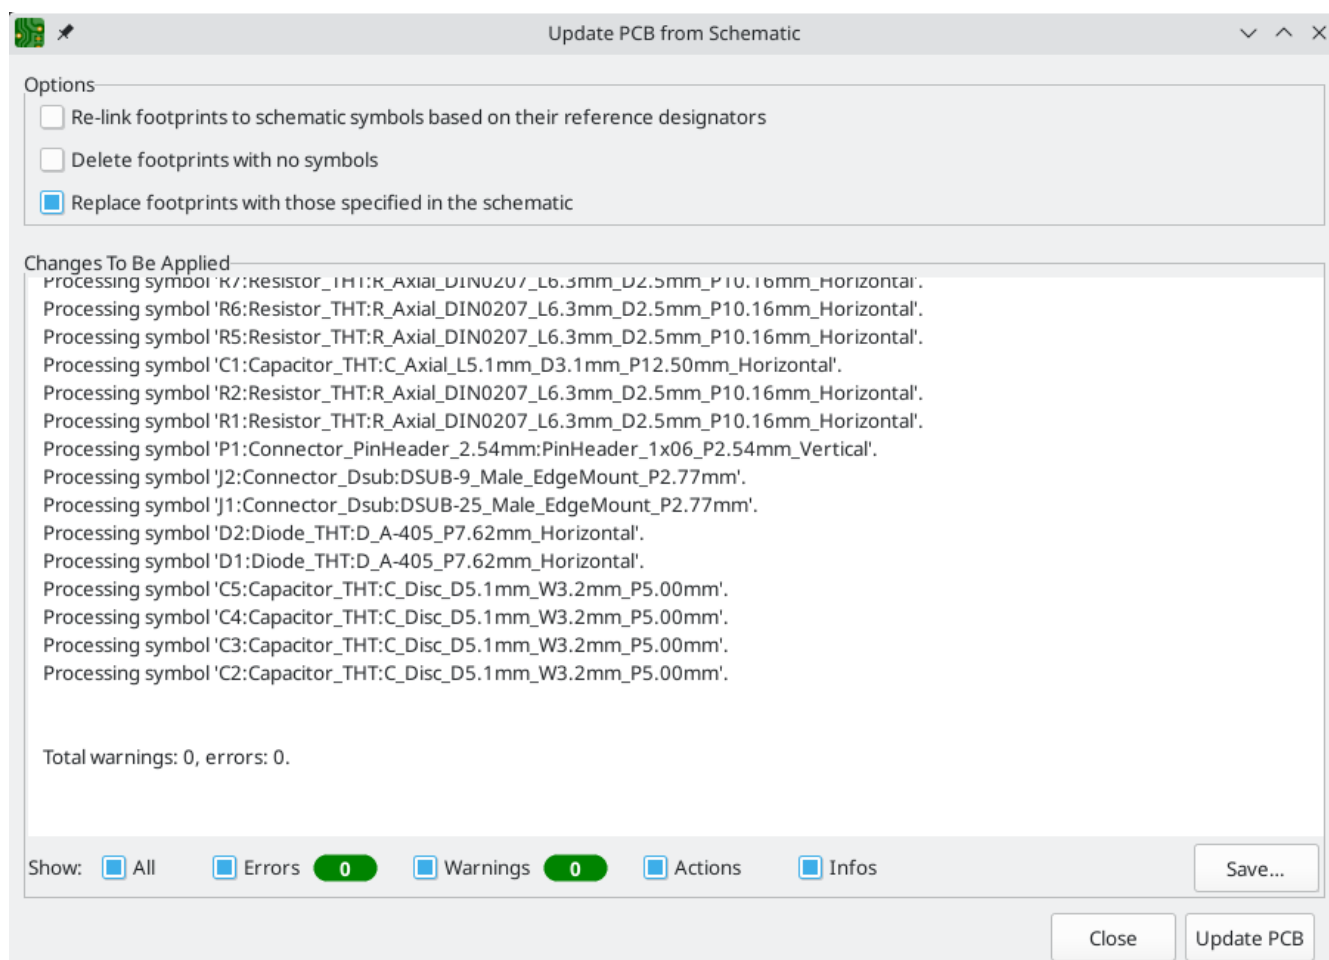 Update PCB from Schematic
Options
Re-link footprints to schematic symbols based on their reference designators
Delete footprints with no symbols
Replace footprints with those specified in the schematic
Changes To Be Applied
Processing symbol 'R7:Resistor_THT:R_Axial_DIN0207_L6.3mm_D2.5mm_P10.16mm_Horizontal'.
Processing symbol 'R6:Resistor_THT:R_Axial_DIN0207_L6.3mm_D2.5mm_P10.16mm_Horizontal'.
Processing symbol 'R5:Resistor_THT:R_Axial_DIN0207_L6.3mm_D2.5mm_P10.16mm_Horizontal'.
Processing symbol 'C1:Capacitor_THT:C_Axial_L5.1mm_D3.1mm_P12.50mm_Horizontal'.
Processing symbol 'R2:Resistor_THT:R_Axial_DIN0207_L6.3mm_D2.5mm_P10.16mm_Horizontal'.
Processing symbol 'R1:Resistor_THT:R_Axial_DIN0207_L6.3mm_D2.5mm_P10.16mm_Horizontal'.
Processing symbol 'P1:Connector_PinHeader_2.54mm:PinHeader_1x06_P2.54mm_Vertical'.
Processing symbol 'J2:Connector_Dsub:DSUB-9_Male_EdgeMount_P2.77mm'.
Processing symbol 'J1:Connector_Dsub:DSUB-25_Male_EdgeMount_P2.77mm'.
Processing symbol 'D2:Diode_THT:D_A-405_P7.62mm_Horizontal'.
Processing symbol 'D1:Diode_THT:D_A-405_P7.62mm_Horizontal'.
Processing symbol 'C5:Capacitor_THT:C_Disc_D5.1mm_W3.2mm_P5.00mm'.
Processing symbol 'C4:Capacitor_THT:C_Disc_D5.1mm_W3.2mm_P5.00mm'.
Processing symbol 'C3:Capacitor_THT:C_Disc_D5.1mm_W3.2mm_P5.00mm'.
Processing symbol 'C2:Capacitor_THT:C_Disc_D5.1mm_W3.2mm_P5.00mm'.
Total warnings: 0, errors: 0.
Show: All Errors 0 Warnings 0 Actions Infos Save...
Close Update PCB